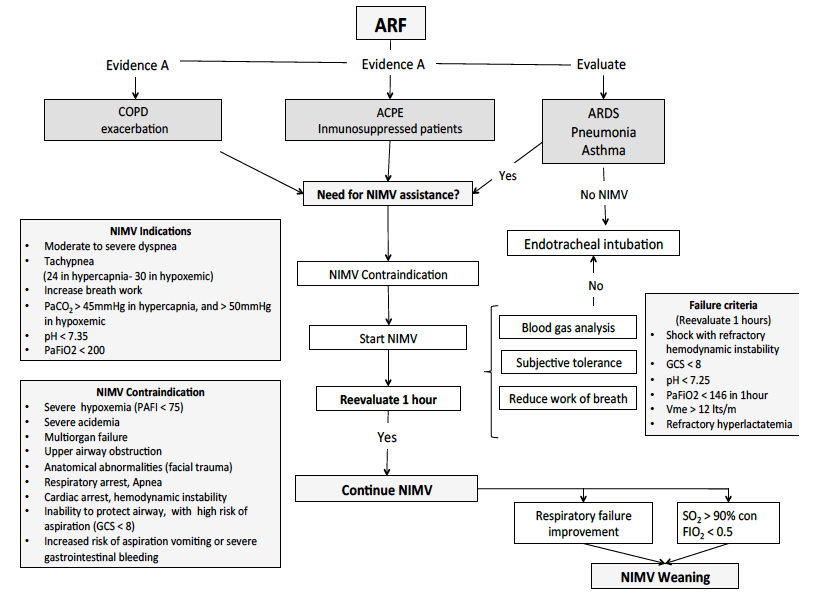 ARF
Evidence A
Evidence A
Evaluate
COPD
exacerbation
ACPE
Inmunosuppressed patients
ARDS
Pneumonia
Asthma
Yes
Need for NIMV assistance?
No NIMV
Endotracheal intubation
No
NIMV Indications
• Moderate to severe dyspnea
• Tachypnea
(24 in hypercapnia- 30 in hypoxemic)
• Increase breath work
• PaCO₂ > 45mmHg in hypercapnia, and > 50mmHg
in hypoxemic
• pH < 7.35
• PaFiO2 < 200
NIMV Contraindication
Start NIMV
Reevaluate 1 hour
Yes
Continue NIMV
Blood gas analysis
Subjective tolerance
Reduce work of breath
Failure criteria
(Reevaluate 1 hours)
• Shock with refractory
hemodynamic instability
• GCS < 8
• pH < 7.25
• PaFiO2 < 146 in 1hour
• Vme > 12 lts/m
• Refractory hyperlactatemia
NIMV Contraindication
• Severe hypoxemia (PAFI < 75)
• Severe acidemia
• Multiorgan failure
• Upper airway obstruction
• Anatomical abnormalities (facial trauma)
• Respiratory arrest, Apnea
• Cardiac arrest, hemodynamic instability
• Inability to protect airway, with high risk of
aspiration (GCS < 8)
• Increased risk of aspiration vomiting or severe
gastrointestinal bleeding
Respiratory failure
improvement
SO₂ > 90% con
FIO₂ < 0.5
NIMV Weaning